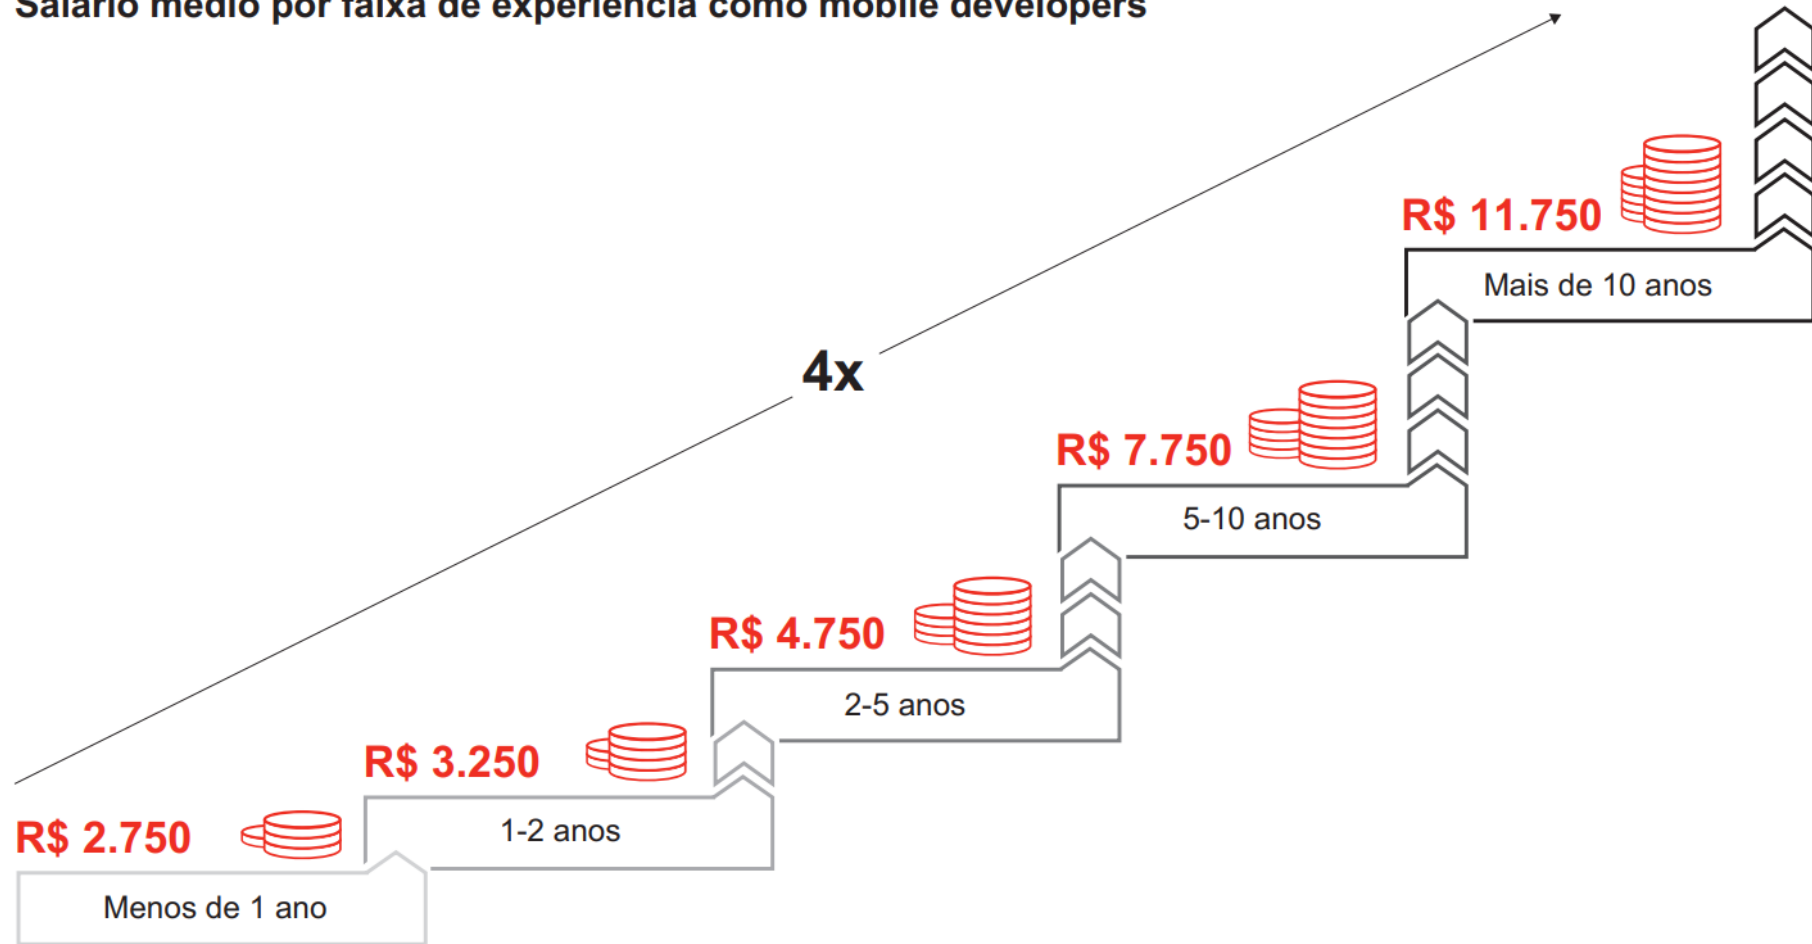 Salário médio por faixa de experiência como mobile developers
4x
R$ 11.750
Mais de 10 anos
R$ 7.750
5-10 anos
R$ 4.750
2-5 anos
R$ 3.250
1-2 anos
R$ 2.750
Menos de 1 ano